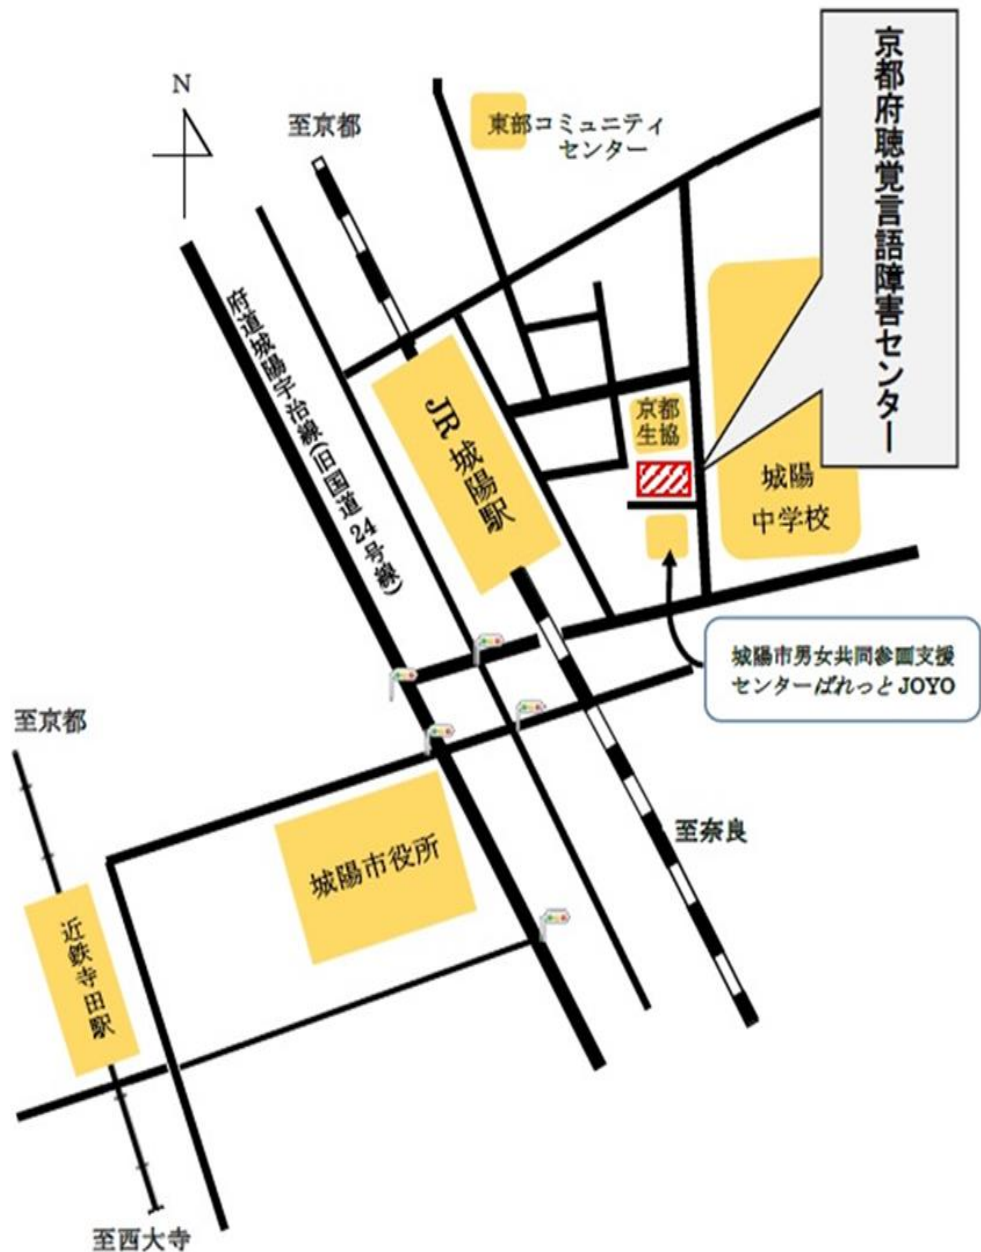 N
至京都
東部コミュニティ
センター
京都府聴覚言語障害センター
府道城陽宇治線(旧国道24号線)
JR 城陽駅
京都
生協
城陽
中学校
城陽市男女共同参画支援
センターぱれっとJOYO
至京都
至奈良
城陽市役所
近鉄寺田駅
至西大寺